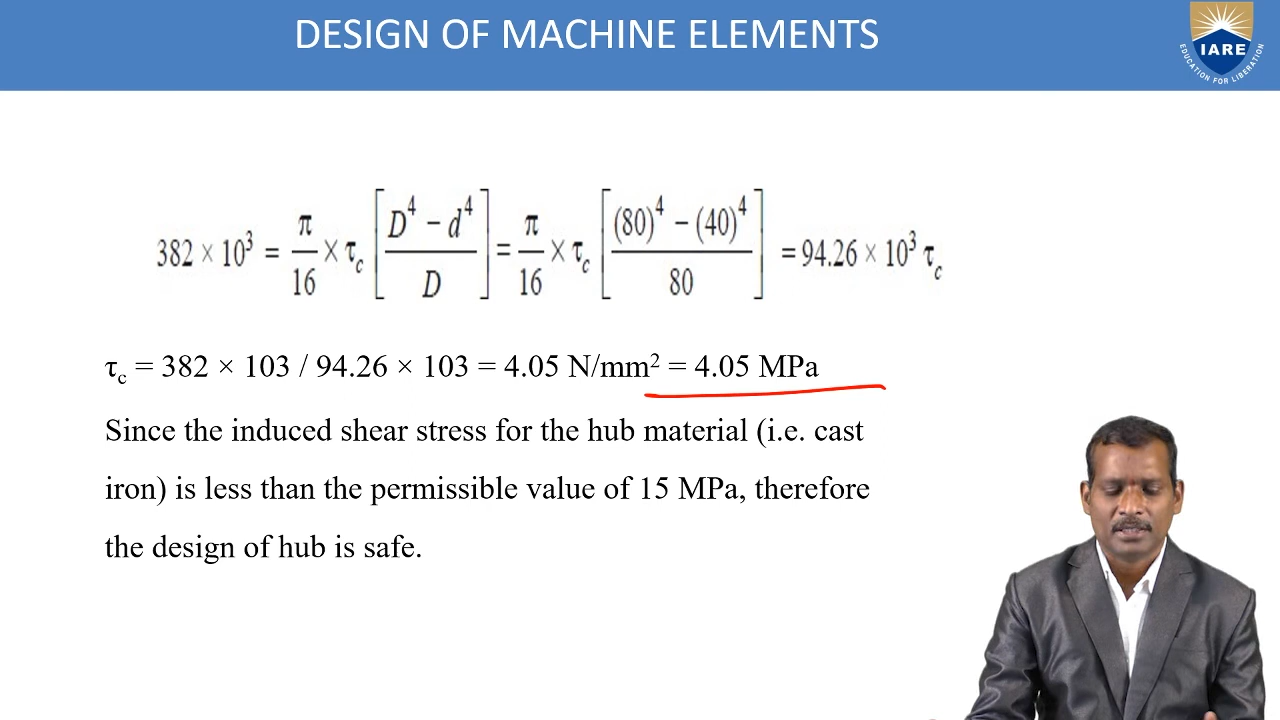 DESIGN OF MACHINE ELEMENTS
IARE
EDUCATION FOR LIBERATION
382 × 10³ = π/16 × τc [D⁴ − d⁴ / D] = π/16 × τc [(80)⁴ − (40)⁴ / 80] = 94.26 × 10³ τc
τc = 382 × 103 / 94.26 × 103 = 4.05 N/mm² = 4.05 MPa
Since the induced shear stress for the hub material (i.e. cast
iron) is less than the permissible value of 15 MPa, therefore
the design of hub is safe.